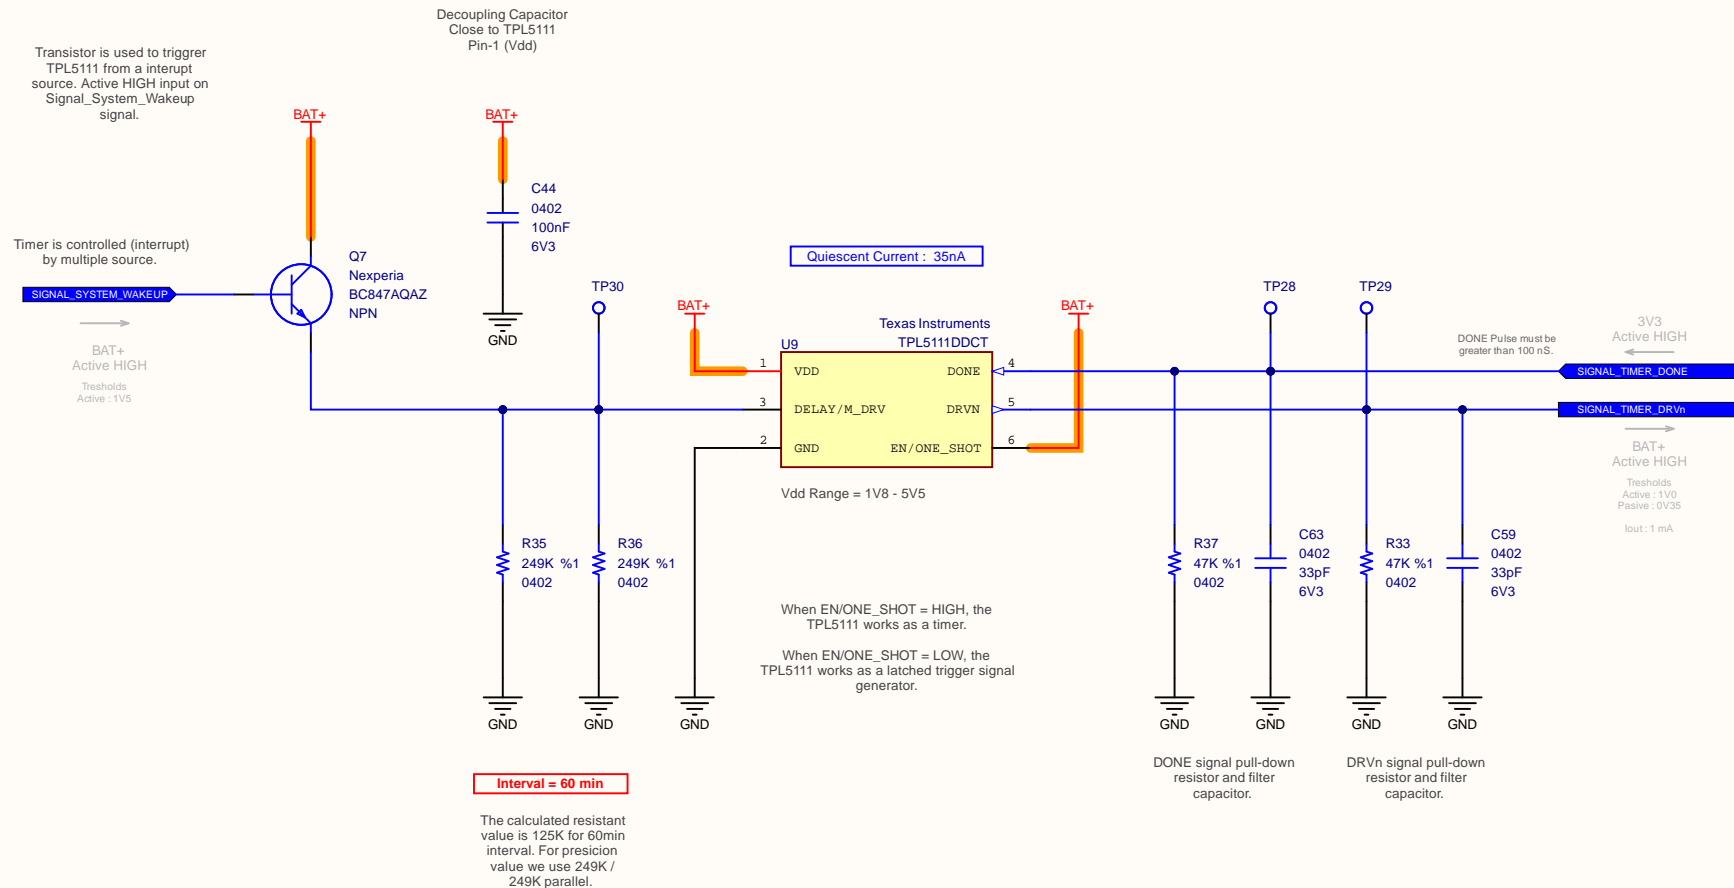 Decoupling Capacitor
Close to TPL5111
Pin-1 (Vdd)
Transistor is used to triggrer
TPL5111 from a interupt
source. Active HIGH input on
Signal_System_Wakeup
signal.
BAT+
BAT+
C44
0402
100nF
6V3
GND
Timer is controlled (interrupt)
by multiple source.
SIGNAL_SYSTEM_WAKEUP
BAT+
Active HIGH
Tresholds
Active : 1V5
Q7
Nexperia
BC847AQAZ
NPN
TP30
Quiescent Current :  35nA
BAT+
BAT+
Texas Instruments
TPL5111DDCT
U9
1
VDD
DONE
4
3
DELAY/M_DRV
DRVN
5
2
GND
EN/ONE_SHOT
6
Vdd Range = 1V8 - 5V5
TP28
TP29
DONE Pulse must be
greater than 100 nS.
3V3
Active HIGH
SIGNAL_TIMER_DONE
SIGNAL_TIMER_DRVn
BAT+
Active HIGH
Tresholds
Active : 1V0
Pasive : 0V35
Iout : 1 mA
R35
249K  %1
0402
R36
249K  %1
0402
R37
47K %1
0402
C63
0402
33pF
6V3
R33
47K %1
0402
C59
0402
33pF
6V3
When EN/ONE_SHOT = HIGH, the
TPL5111 works as a timer.
When EN/ONE_SHOT = LOW, the
TPL5111 works as a latched trigger signal
generator.
GND
GND
GND
GND
GND
GND
GND
DONE signal pull-down
resistor and filter
capacitor.
DRVn signal pull-down
resistor and filter
capacitor.
Interval = 60 min
The calculated resistant
value is 125K for 60min
interval. For presicion
value we use 249K /
249K parallel.